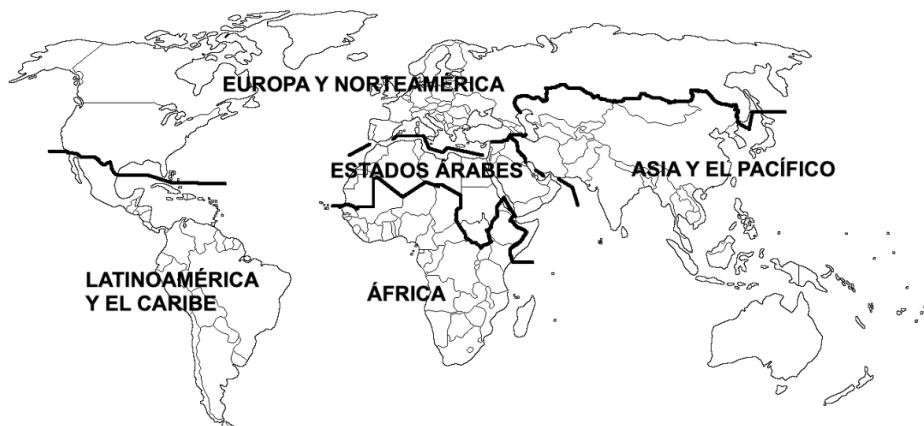 EUROPA Y NORTEAMÉRICA
ESTADOS ÁRABES
ASIA Y EL PACÍFICO
LATINOAMÉRICA
Y EL CARIBE
ÁFRICA